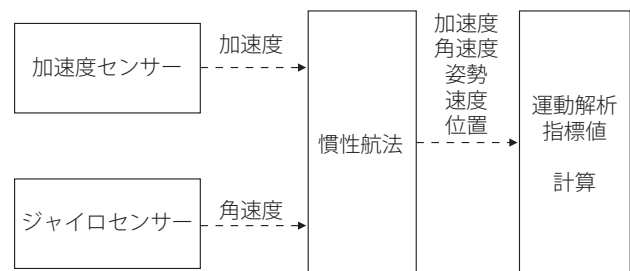 加速度センサー
加速度
ジャイロセンサー
角速度
慣性航法
加速度
角速度
姿勢
速度
位置
運動解析
指標値
計算